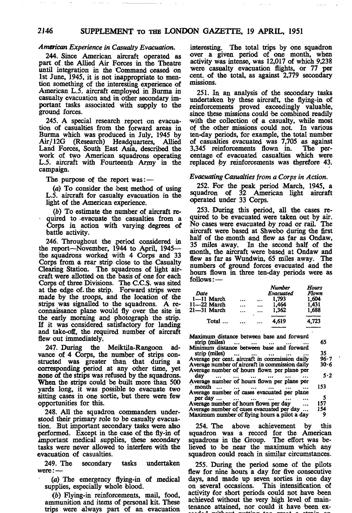 2146 SUPPLEMENT TO THE LONDON GAZETTE, 19 APRIL, 1951
American Experience in Casualty Evacuation.
244. Since American aircraft operated as
part of the Allied Air Forces in the Theatre
until integration in the Command ceased on
1st June, 1945, it is not inappropriate to men-
tion something of the interesting experience of
American L.5. aircraft employed in Burma in
casualty evacuation and in other secondary im-
portant tasks associated with supply to the
ground forces.
245. A special research report on evacua-
tion of casualties from the forward areas in
Burma which was produced in July, 1945 by
Air/12G (Research) Headquarters, Allied
Land Forces, South East Asia, described the
work of two American squadrons operating
L.5. aircraft with Fourteenth Army in the
campaign.
The purpose of the report was:—
(a) To consider the best method of using
L.5. aircraft for casualty evacuation in the
light of the American experience.
(b) To estimate the number of aircraft re-
quired to evacuate the casualties from a
Corps in action with varying degrees of
battle activity.
246. Throughout the period considered in
the report—November, 1944 to April, 1945—
the squadrons worked with 4 Corps and 33
Corps from a rear strip close to the Casualty
Clearing Station. The squadrons of light air-
craft were allotted on the basis of one for each
Corps of three Divisions. The C.C.S. was sited
at the edge of the strip. Forward strips were
made by the troops, and the location of the
strips was signalled to the squadrons. A re-
connaissance plane would fly over the site in
the early morning and photograph the strip.
If it was considered satisfactory for landing
and take-off, the required number of aircraft
flew out immediately.
247. During the Meiktila-Rangoon ad-
vance of 4 Corps, the number of strips con-
structed was greater than that during a
corresponding period at any other time, yet
none of the strips was refused by the squadrons.
When the strips could be built more than 500
yards long, it was possible to evacuate two
sitting cases in one sortie, but there were few
opportunities for this.
248. All the squadron commanders under-
stood their primary role to be casualty evacua-
tion. But important secondary tasks were also
performed. Except in the case of the fly-in of
important medical supplies, these secondary
tasks were never allowed to interfere with the
evacuation of casualties.
249. The secondary tasks undertaken
were:—
(a) The emergency flying-in of medical
supplies, especially whole blood.
(b) Flying-in reinforcements, mail, food,
ammunition and items of personal kit. These
trips were always part of an evacuation
interesting. The total trips by one squadron
over a given period of one month, when
activity was intense, was 12,017 of which 9,238
were casualty evacuation flights, or 77 per
cent. of the total, as against 2,779 secondary
missions.
251. In an analysis of the secondary tasks
undertaken by these aircraft, the flying-in of
reinforcements proved exceedingly valuable,
since these missions could be combined readily
with the collection of a casualty, while most
of the other missions could not. In various
ten-day periods, for example, the total number
of casualties evacuated was 7,705 as against
3,345 reinforcements flown in. The per-
centage of evacuated casualties which were
replaced by reinforcements was therefore 43.
Evacuating Casualties from a Corps in Action.
252. For the peak period March, 1945, a
squadron of 32 American light aircraft
operated under 33 Corps.
253. During this period, all the cases re-
quired to be evacuated were taken out by air.
No cases were evacuated by road or rail. The
aircraft were based at Shwebo during the first
half of the month and flew as far as Ondaw,
35 miles away. In the second half of the
month, the aircraft were based at Ondaw and
flew as far as Wundwin, 65 miles away. The
numbers of ground forces evacuated and the
hours flown in three ten-day periods were as
follows:—
Number Hours
Date Evacuated Flown
1—11 March ... ... 1,793 1,604
11—22 March ... ... 1,464 1,431
21—31 March ... ... 1,362 1,688
Total ... ... 4,619 4,723
Maximum distance between base and forward
strip (miles) ... 65
Minimum distance between base and forward
strip (miles) ... 35
Average per cent. aircraft in commission daily 96·7
Average number of aircraft in commission daily 30·6
Average number of hours flown per plane per
day ... 5·2
Average number of hours flown per plane per
month ... 153
Average number of cases evacuated per plane
per day ... 5
Average number of hours flown per day ... 157
Average number of cases evacuated per day ... 154
Maximum number of flying hours a pilot a day 9
254. The above achievement by this
squadron was a record for the American
squadrons in the Group. The effort was be-
lieved to be near the maximum which any
squadron could reach in similar circumstances.
255. During the period some of the pilots
flew for nine hours a day for five consecutive
days, and made up seven sorties in one day
on several occasions. This intensification of
activity for short periods could not have been
achieved without the very high level of main-
tenance attained, nor could it have been ex-